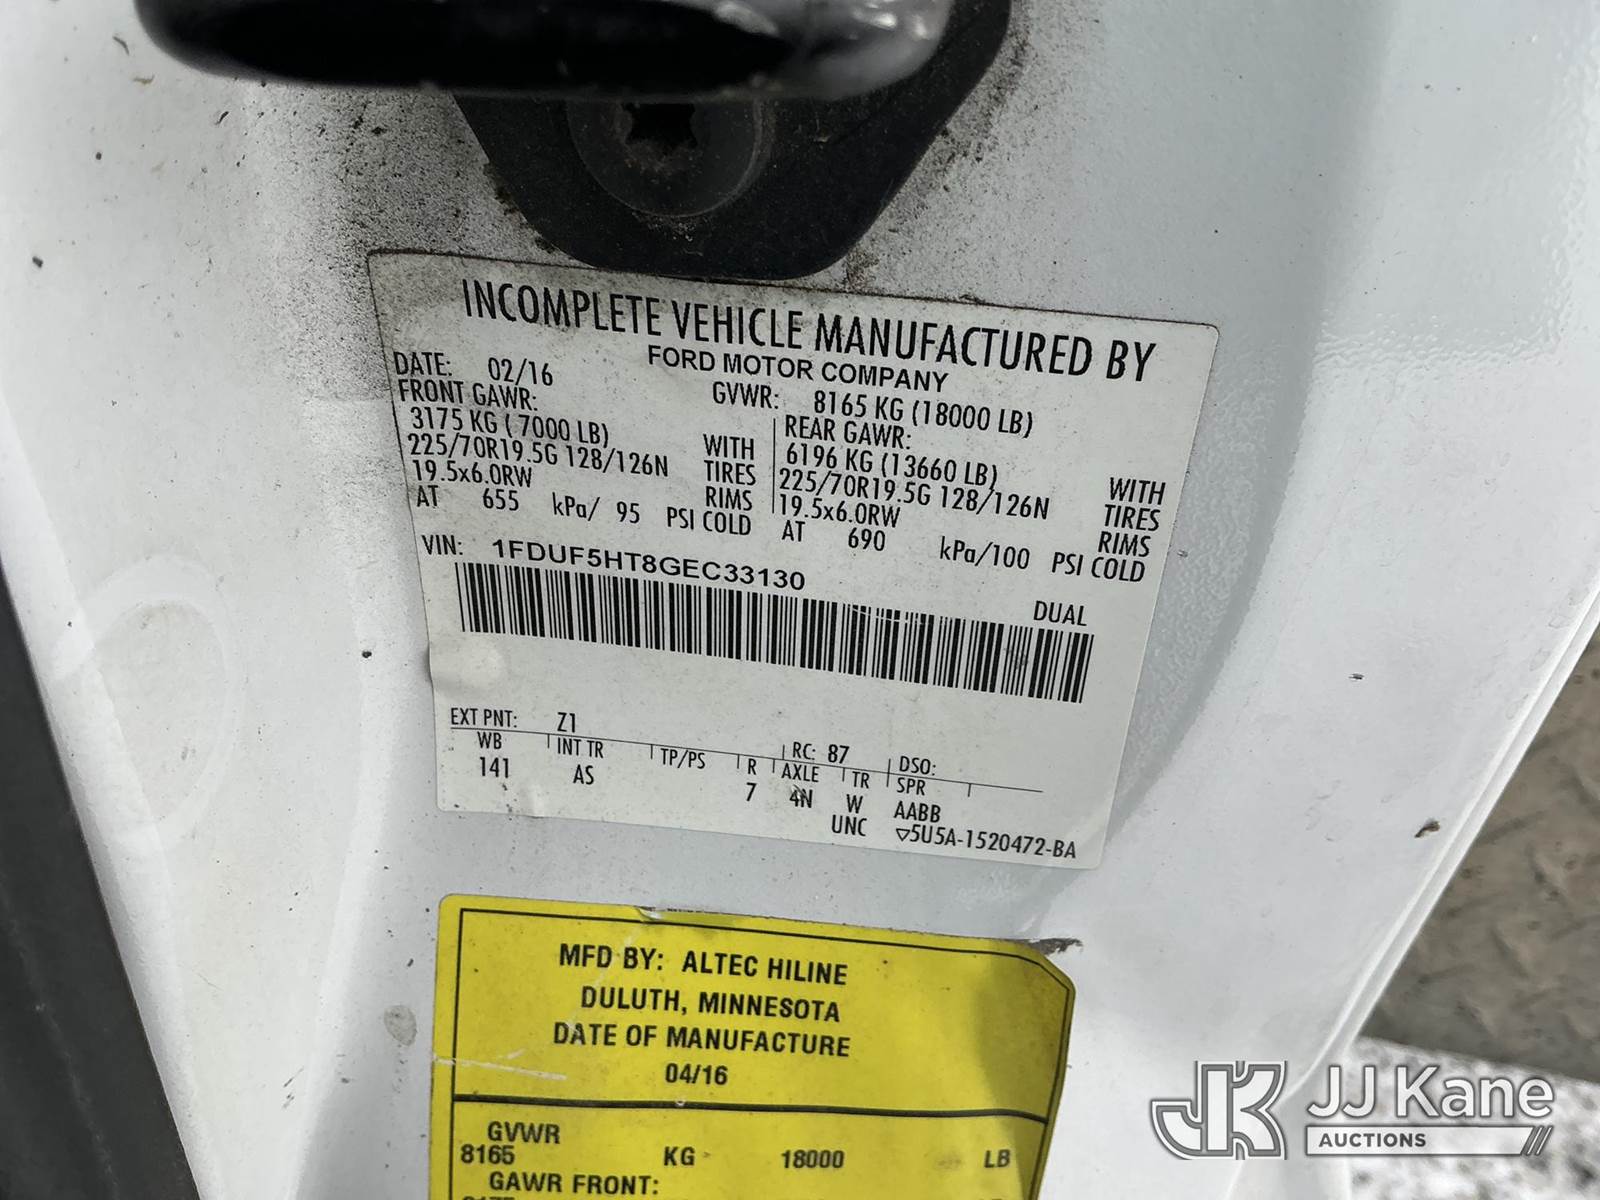 INCOMPLETE VEHICLE MANUFACTURED BY
FORD MOTOR COMPANY
DATE: 02/16 GVWR: 8165 KG (18000 LB)
FRONT GAWR: REAR GAWR:
3175 KG ( 7000 LB) WITH 6196 KG (13660 LB) WITH
225/70R19.5G 128/126N TIRES 225/70R19.5G 128/126N TIRES
19.5x6.0RW RIMS 19.5x6.0RW RIMS
AT 655 kPa/ 95 PSI COLD AT 690 kPa/100 PSI COLD
VIN: 1FDUF5HT8GEC33130
DUAL
EXT PNT: Z1 RC: 87 DSO:
WB INT TR TP/PS R AXLE TR SPR
141 AS 7 4N W AABB
UNC ▽5U5A-1520472-BA
MFD BY: ALTEC HILINE
DULUTH, MINNESOTA
DATE OF MANUFACTURE
04/16
GVWR
8165 KG 18000 LB
GAWR FRONT:
JK JJ Kane
AUCTIONS